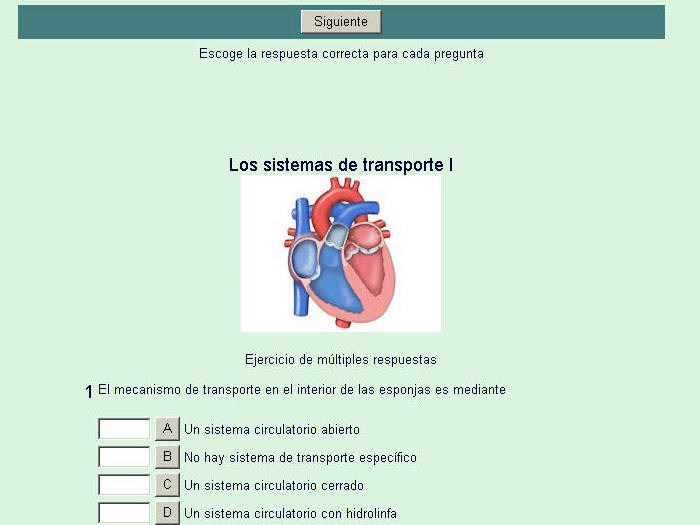 Siguiente
Escoge la respuesta correcta para cada pregunta
Los sistemas de transporte I
Ejercicio de múltiples respuestas
1 El mecanismo de transporte en el interior de las esponjas es mediante
A Un sistema circulatorio abierto
B No hay sistema de transporte específico
C Un sistema circulatorio cerrado
D Un sistema circulatorio con hidrolinfa